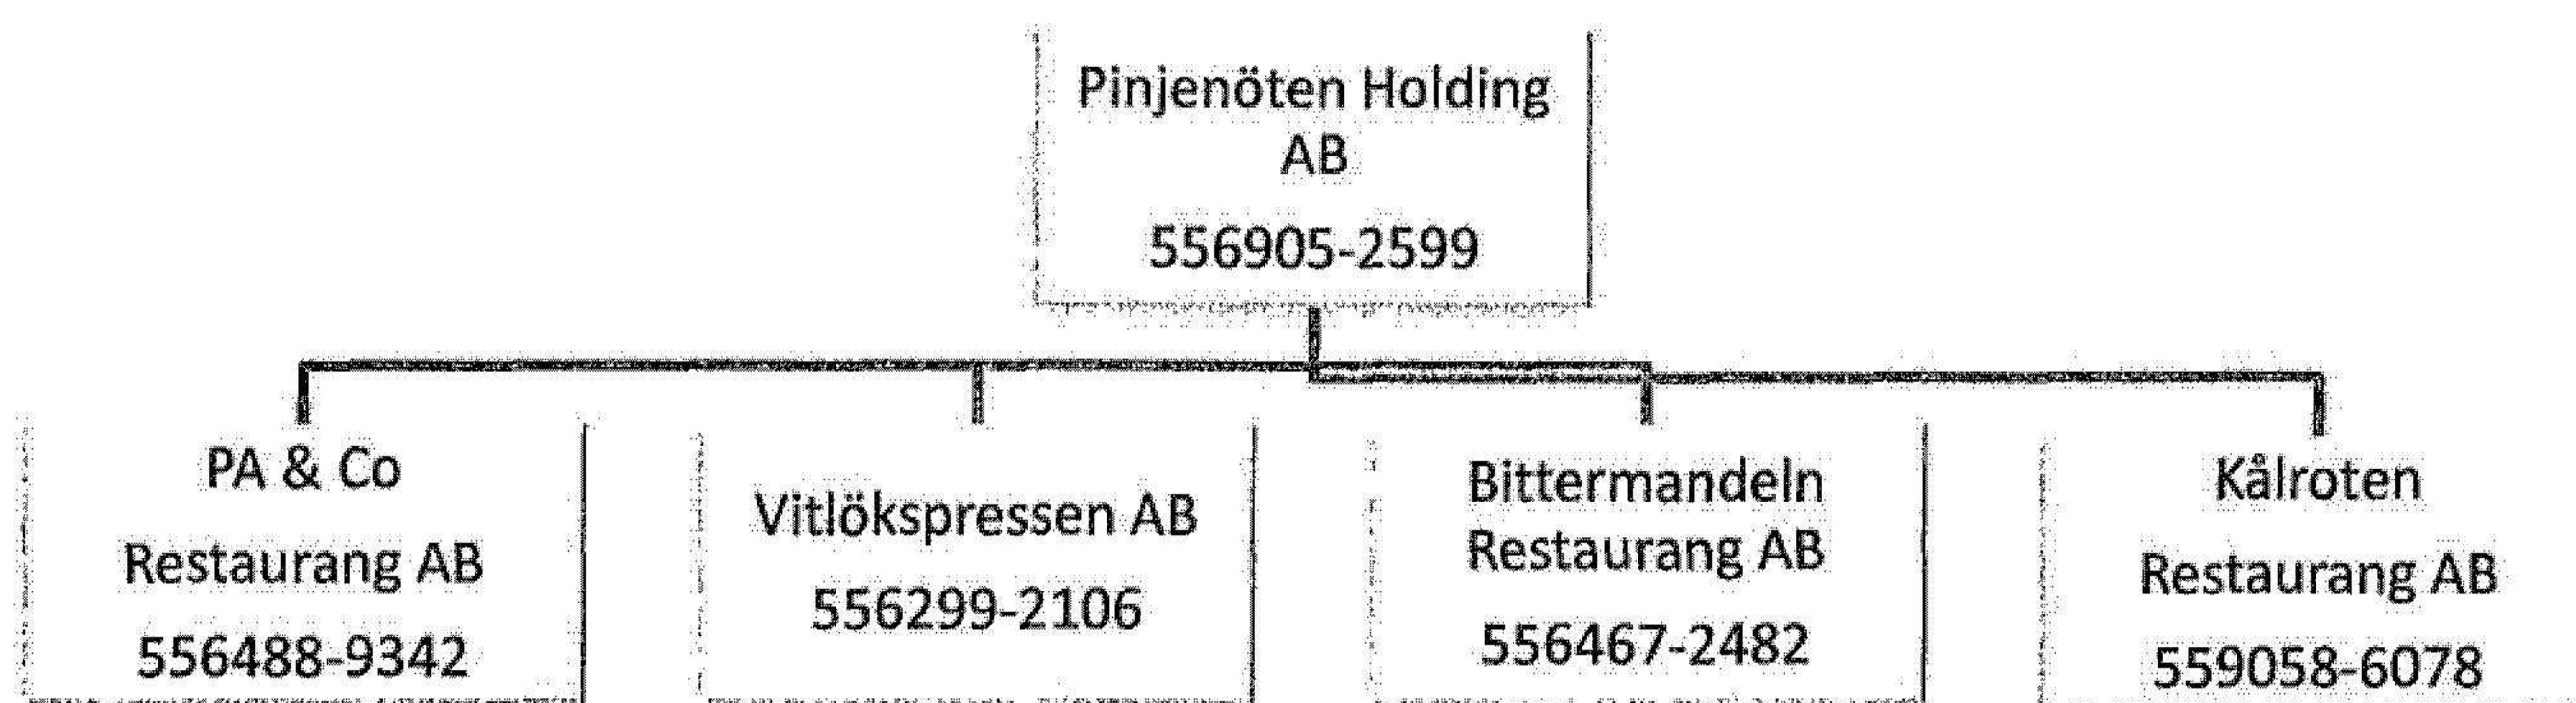 Pinjenöten Holding
AB
556905-2599
PA & Co
Restaurang AB
556488-9342
Vitlökspressen AB
556299-2106
Bittermandeln
Restaurang AB
556467-2482
Kålroten
Restaurang AB
559058-6078